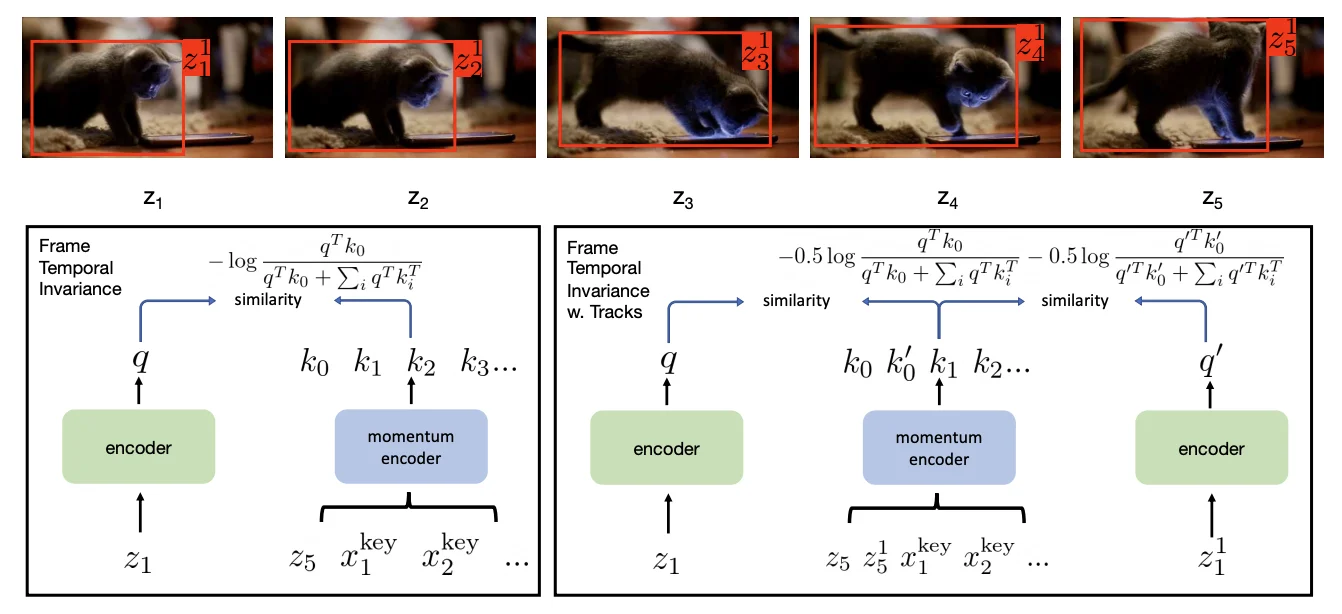 z_1^1
z_2^1
z_3^1
z_4^1
z_5^1
z_1 z_2 z_3 z_4 z_5
Frame
Temporal
Invariance
-\log \frac{q^T k_0}{q^T k_0 + \sum_i q^T k_i^T}
similarity
q
k_0 k_1 k_2 k_3...
encoder
momentum
encoder
z_1
z_5 x_1^{key} x_2^{key} ...
Frame
Temporal
Invariance
w. Tracks
-0.5 \log \frac{q^T k_0}{q^T k_0 + \sum_i q^T k_i^T} - 0.5 \log \frac{q'^T k_0'}{q'^T k_0' + \sum_i q'^T k_i^T}
similarity
similarity
q
k_0 k_0' k_1 k_2...
q'
encoder
momentum
encoder
encoder
z_1
z_5 z_5^1 x_1^{key} x_2^{key} ...
z_1^1